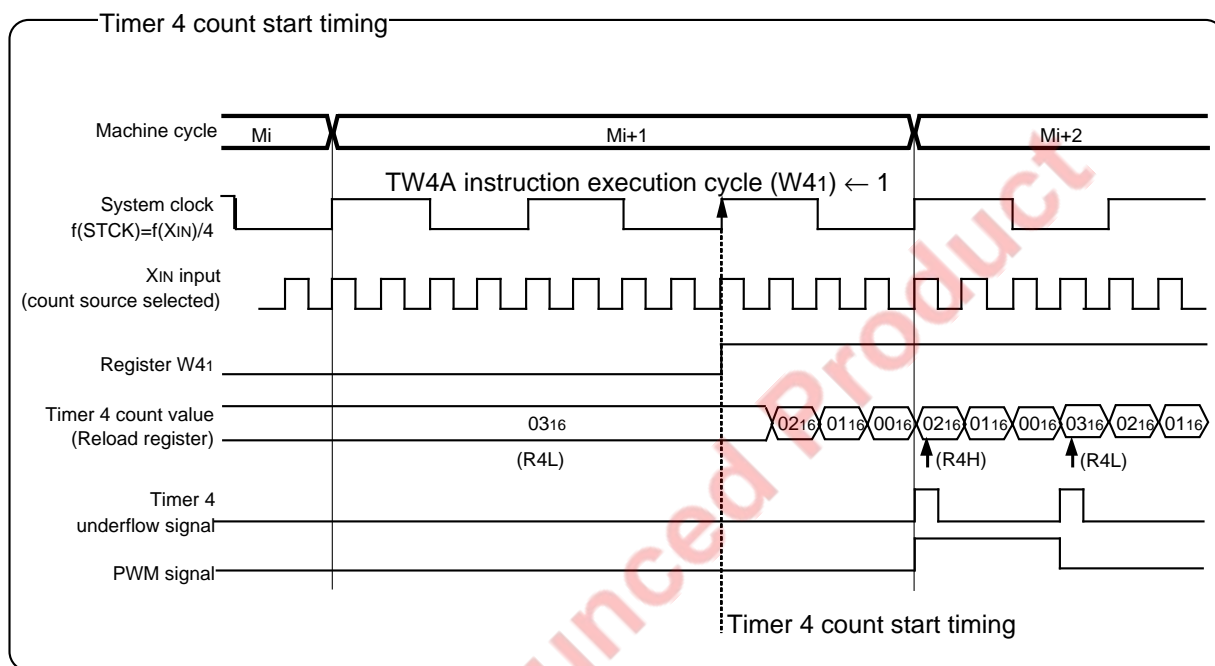 Timer 4 count start timing
Machine cycle
Mi
Mi+1
Mi+2
TW4A instruction execution cycle (W41) ← 1
System clock
f(STCK)=f(XIN)/4
XIN input
(count source selected)
Register W41
Timer 4 count value
(Reload register)
0316
0216 0116 0016 0216 0116 0016 0316 0216 0116
(R4L)
(R4H)
(R4L)
Timer 4
underflow signal
PWM signal
Timer 4 count start timing
unced Product